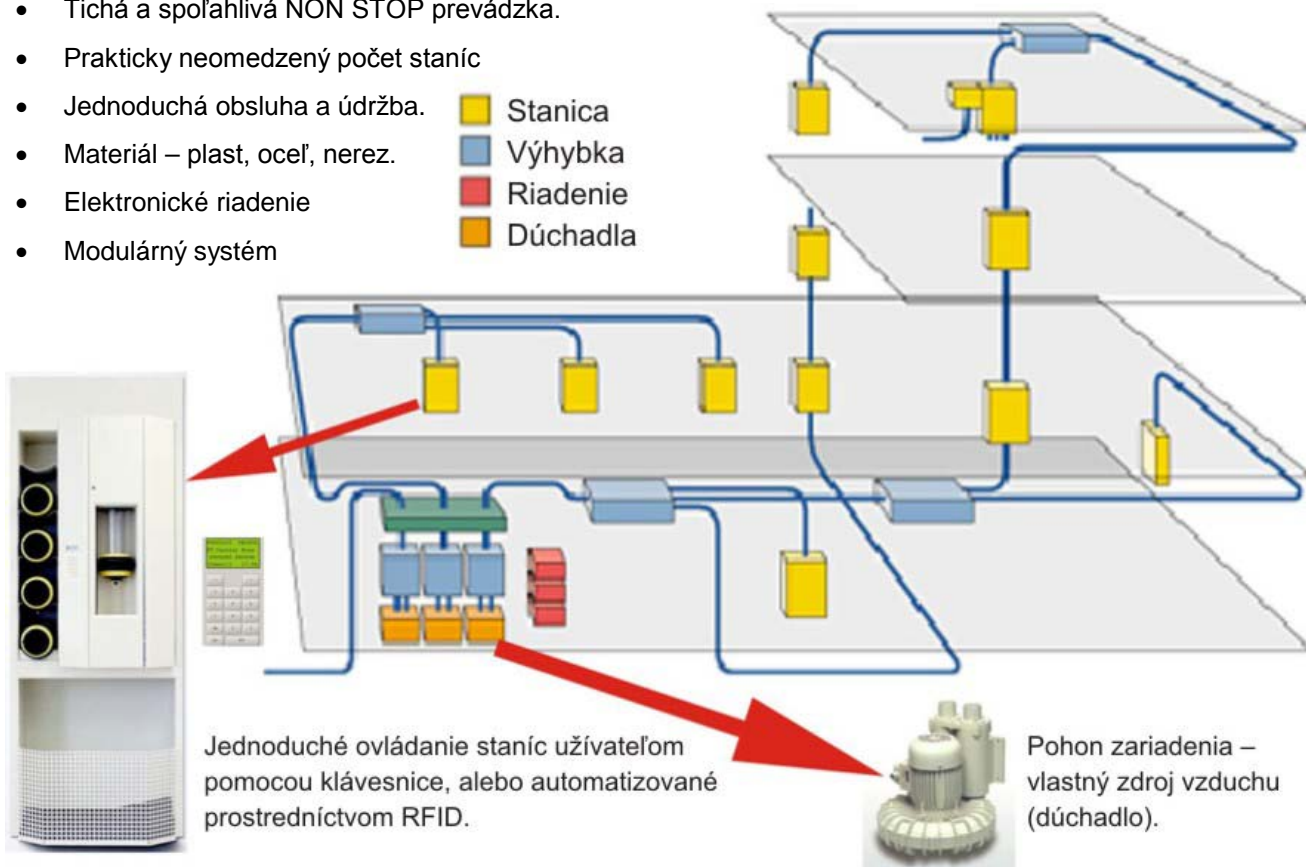 Tichá a spoľahlivá NON STOP prevádzka.
Prakticky neomedzený počet staníc
Jednoduchá obsluha a údržba.
Materiál – plast, oceľ, nerez.
Elektronické riadenie
Modulárný systém
Stanica
Výhybka
Riadenie
Dúchadla
Jednoduché ovládanie staníc užívateľom
pomocou klávesnice, alebo automatizované
prostredníctvom RFID.
Pohon zariadenia –
vlastný zdroj vzduchu
(dúchadlo).